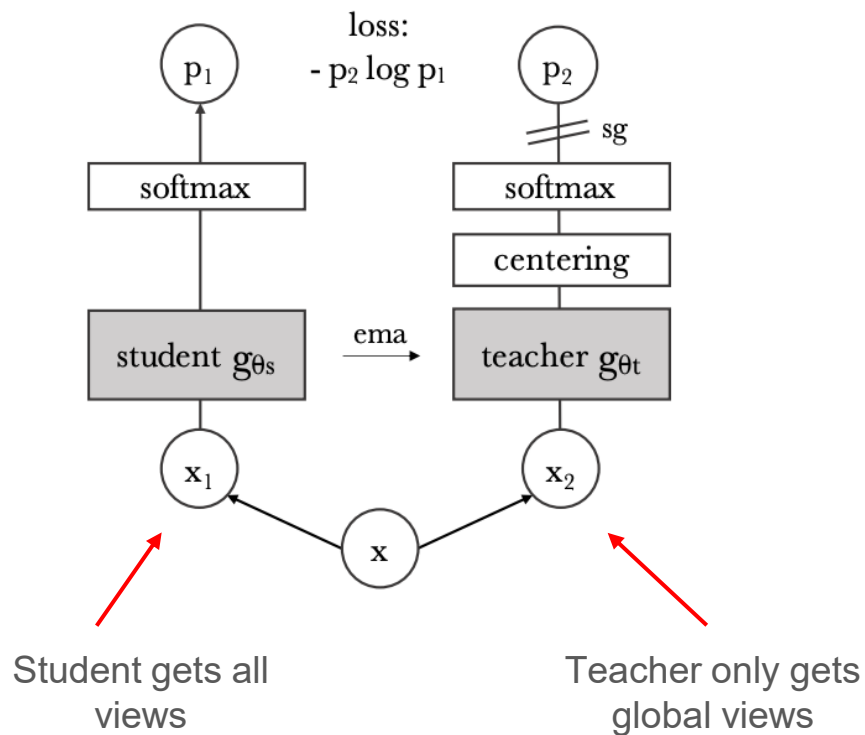 loss:
- p₂ log p₁
p₁
p₂
sg
softmax
softmax
centering
student gθs
ema
teacher gθt
x₁
x₂
x
Student gets all
views
Teacher only gets
global views